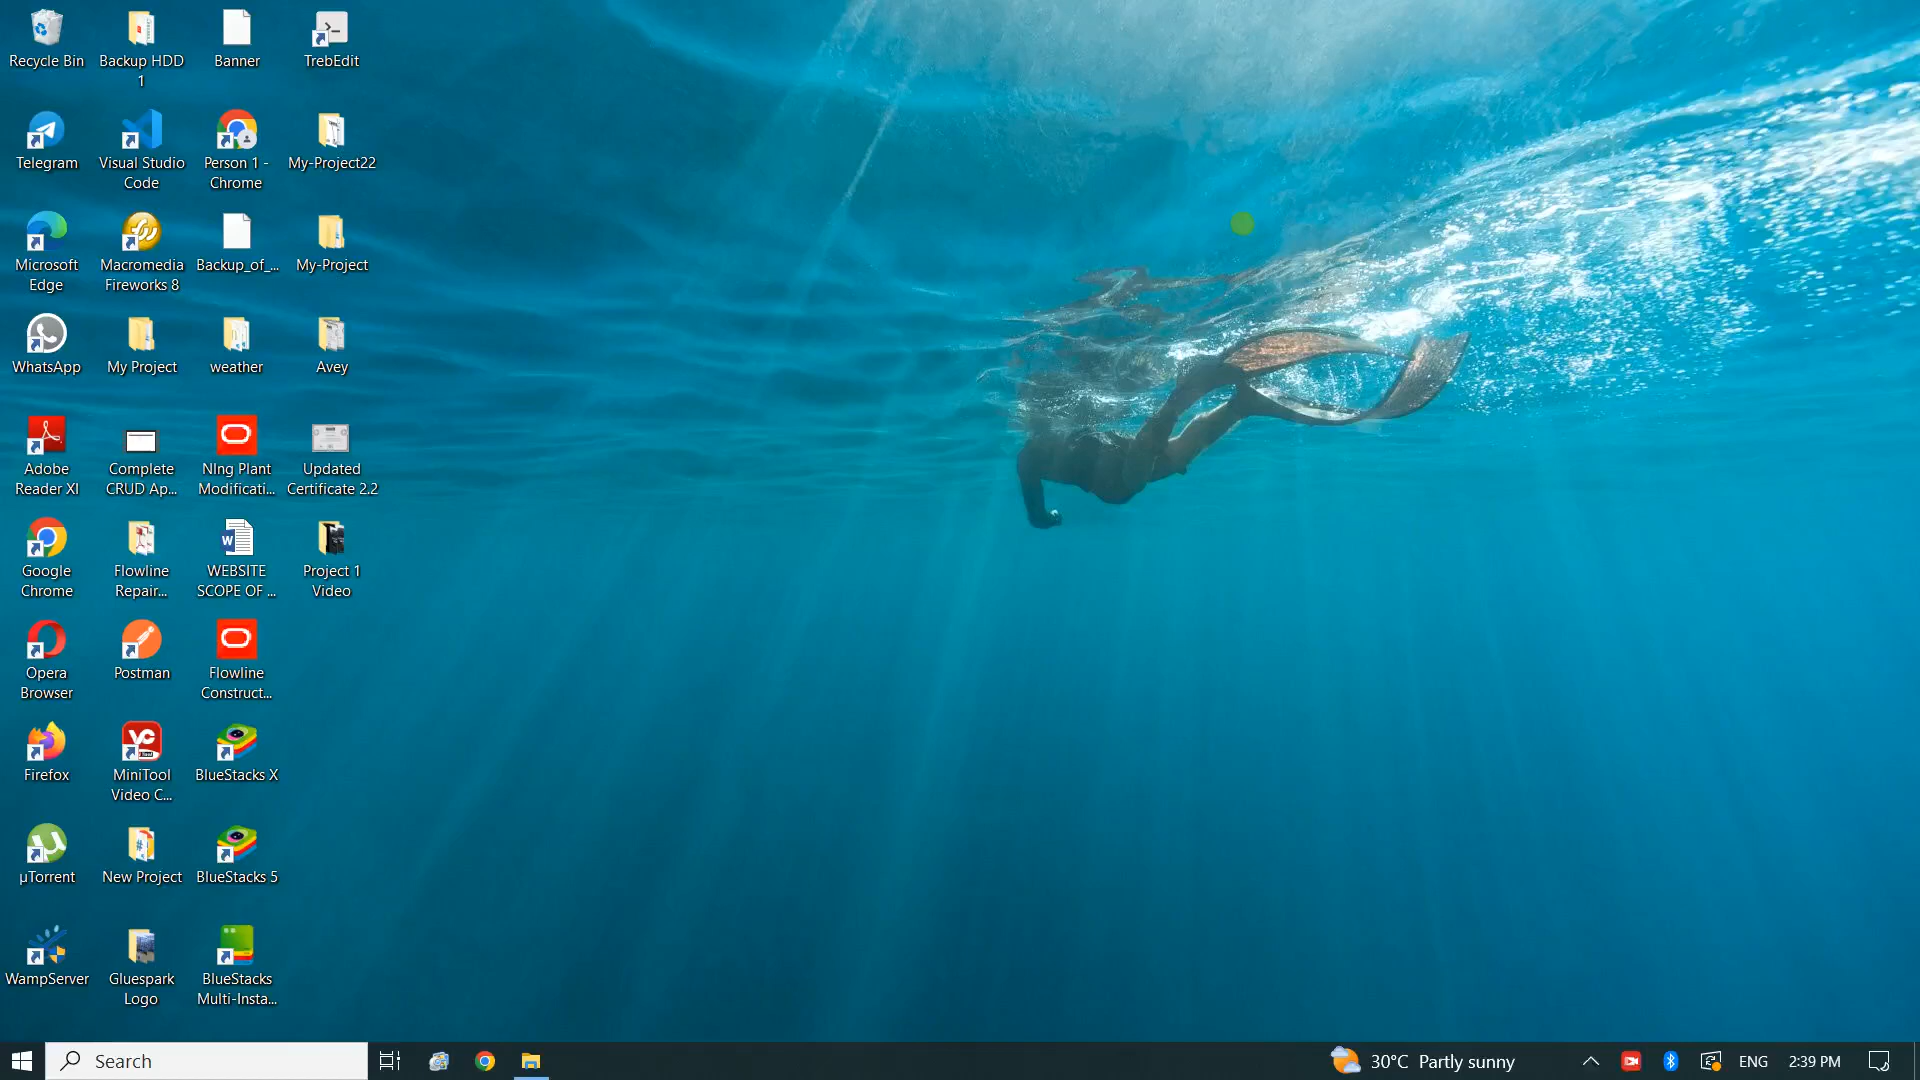 Recycle Bin
Backup HDD
1
Banner
TrebEdit
Telegram
Visual Studio
Code
Person 1 -
Chrome
My-Project22
Microsoft
Edge
Macromedia
Fireworks 8
Backup_of_...
My-Project
WhatsApp
My Project
weather
Avey
Adobe
Reader XI
Complete
CRUD Ap...
NIng Plant
Modificati...
Updated
Certificate 2.2
Google
Chrome
Flowline
Repair...
WEBSITE
SCOPE OF ...
Project 1
Video
Opera
Browser
Postman
Flowline
Construct...
Firefox
MiniTool
Video C...
BlueStacks X
µTorrent
New Project
BlueStacks 5
WampServer
Gluespark
Logo
BlueStacks
Multi-Insta...
Search
30°C Partly sunny
ENG
2:39 PM